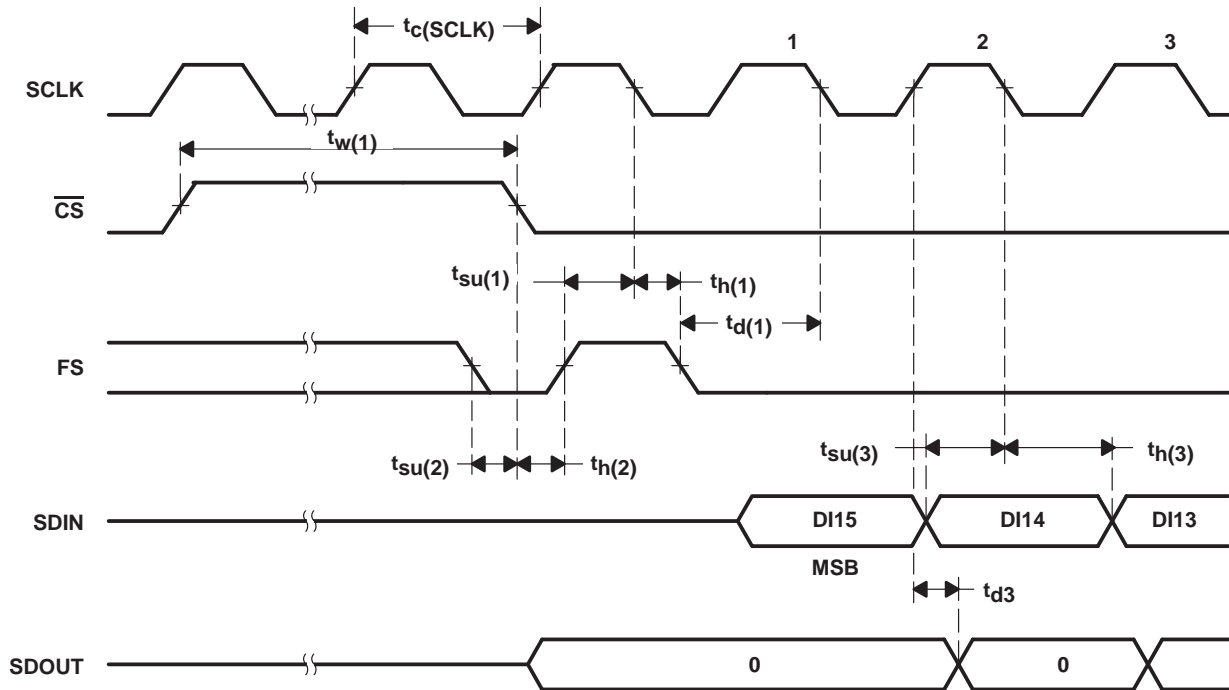 tc(SCLK)
1 2 3
SCLK
tw(1)
CS
tsu(1) th(1)
td(1)
FS
tsu(2) th(2) tsu(3) th(3)
SDIN DI15 DI14 DI13
MSB
td3
SDOUT 0 0